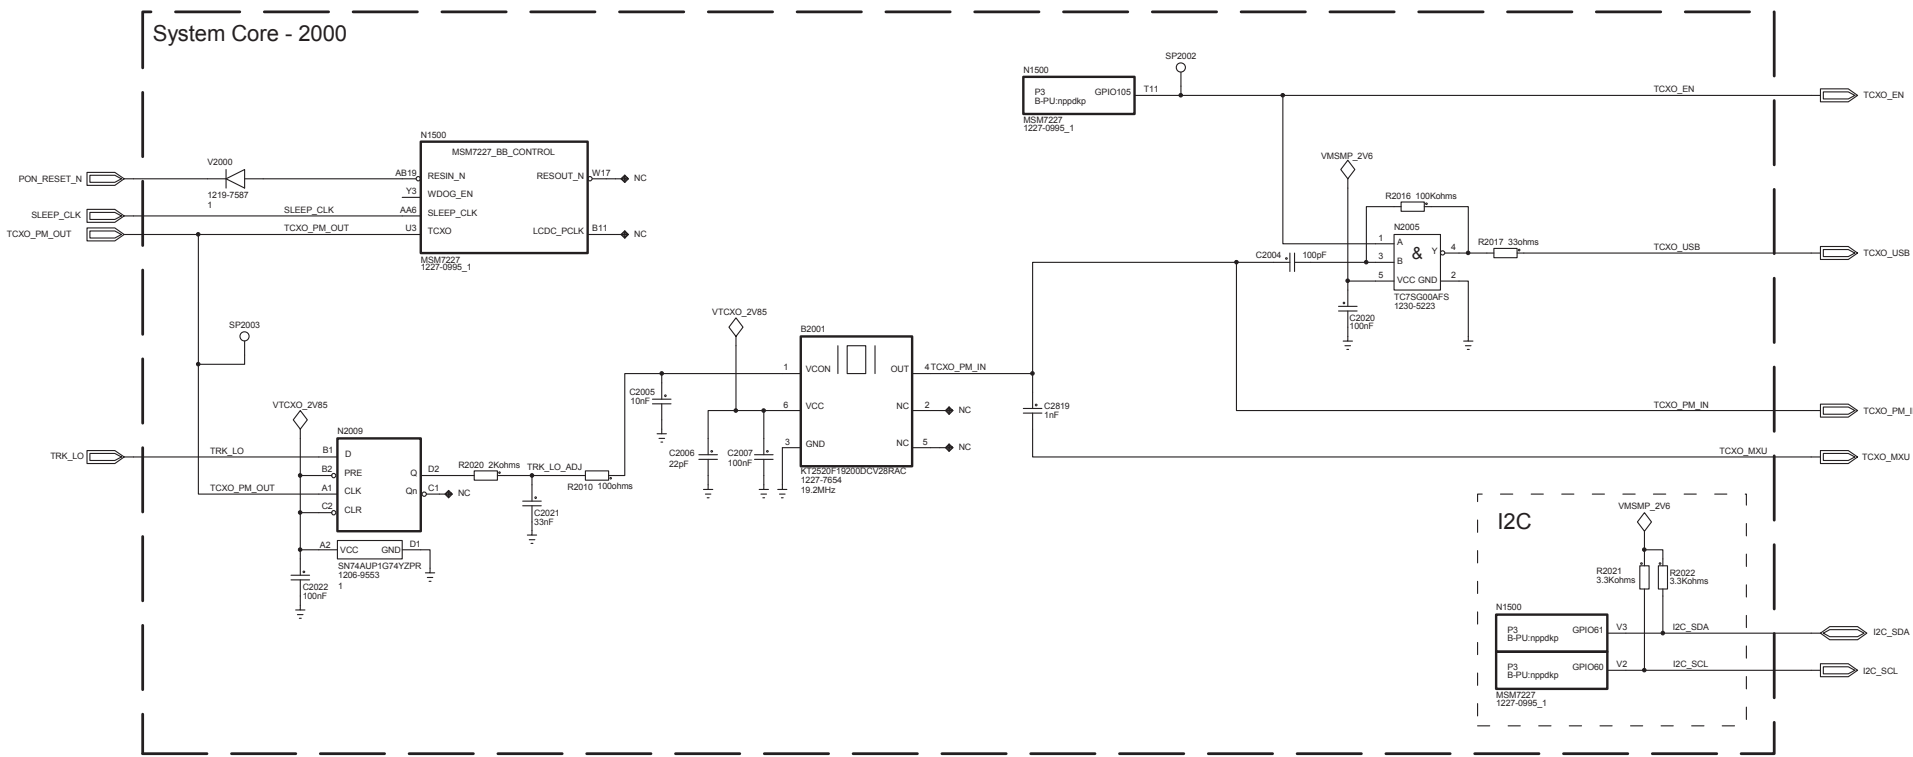 System Core - 2000
SP2002
N1500
P3
B-PU:nppdkp
GPIO105
T11
MSM7227
1227-0995_1
TCXO_EN
TCXO_EN
N1500
MSM7227_BB_CONTROL
V2000
PON_RESET_N
1219-7587
1
AB19
RESIN_N
RESOUT_N
W17
NC
Y3
WDOG_EN
SLEEP_CLK
SLEEP_CLK
AA6
SLEEP_CLK
TCXO_PM_OUT
TCXO_PM_OUT
U3
TCXO
LCDC_PCLK
B11
NC
MSM7227
1227-0995_1
VMSMP_2V6
R2016 100Kohms
N2005
1
A
&
Y
4
R2017 33ohms
TCXO_USB
TCXO_USB
C2004
100pF
3
B
5
VCC GND
2
TC7SG00AFS
1230-5223
C2020
100nF
SP2003
VTCXO_2V85
B2001
1
VCON
OUT
4
TCXO_PM_IN
C2005
10nF
6
VCC
NC
2
NC
C2819
1nF
TCXO_PM_IN
TCXO_PM_I
3
GND
NC
5
NC
C2006
22pF
C2007
100nF
KT2520F19200DCV28RAC
1227-7654
19.2MHz
TCXO_MXU
TCXO_MXU
VTCXO_2V85
N2009
TRK_LO
TRK_LO
B1
D
B2
PRE
Q
D2
R2020 2Kohms
TRK_LO_ADJ
R2010 100ohms
TCXO_PM_OUT
A1
CLK
Qn
C1
NC
C2
CLR
C2021
33nF
A2
VCC
GND
D1
SN74AUP1G74YZPR
1206-9553
1
C2022
100nF
I2C
VMSMP_2V6
R2021
3.3Kohms
R2022
3.3Kohms
N1500
P3
B-PU:nppdkp
GPIO61
V3
I2C_SDA
I2C_SDA
P3
B-PU:nppdkp
GPIO60
V2
I2C_SCL
I2C_SCL
MSM7227
1227-0995_1